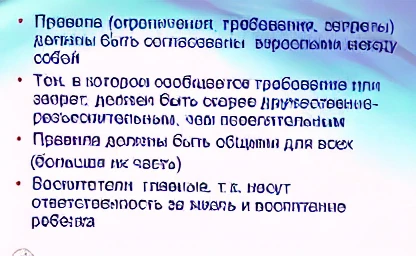 • Правила (ограничения, требования, запреты)
должны быть согласованы взрослыми между
собой
• Тон, в котором сообщается требование или
запрет, должен быть скорее дружественно-
разъяснительным, чем повелительным
• Правила должны быть общими для всех
(большая их часть)
• Воспитатели главные, т.к. несут
ответственность за жизнь и воспитание
ребенка